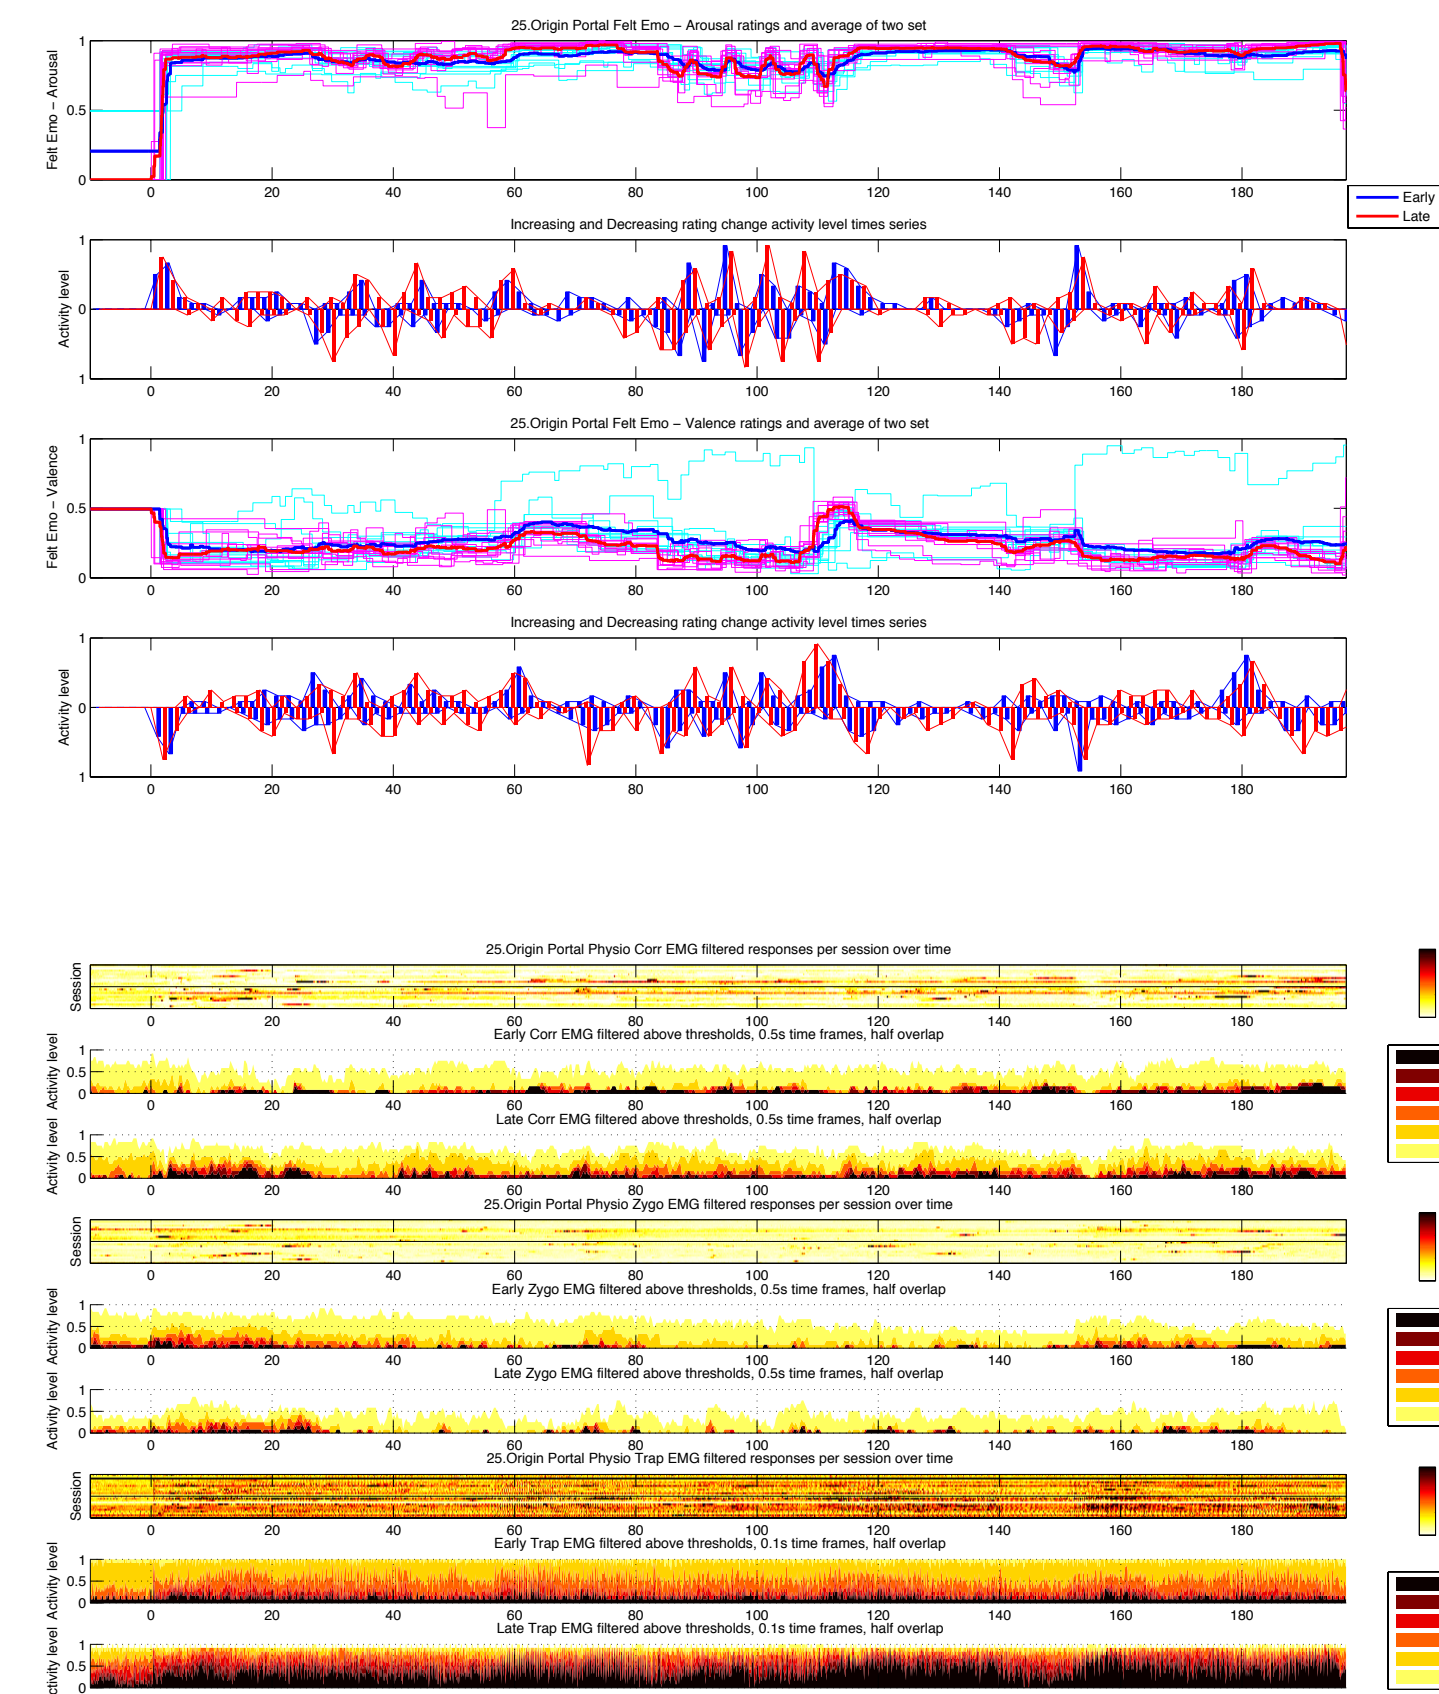 25.Origin Portal Felt Emo − Arousal ratings and average of two set
Felt Emo − Arousal
1
0.5
0
0 20 40 60 80 100 120 140 160 180
Early
Late
Increasing and Decreasing rating change activity level times series
Activity level
1
0
1
0 20 40 60 80 100 120 140 160 180
25.Origin Portal Felt Emo − Valence ratings and average of two set
Felt Emo − Valence
1
0.5
0
0 20 40 60 80 100 120 140 160 180
Increasing and Decreasing rating change activity level times series
Activity level
1
0
1
0 20 40 60 80 100 120 140 160 180
25.Origin Portal Physio Corr EMG filtered responses per session over time
Session
0 20 40 60 80 100 120 140 160 180
Early Corr EMG filtered above thresholds, 0.5s time frames, half overlap
Activity level
1
0.5
0
0 20 40 60 80 100 120 140 160 180
Late Corr EMG filtered above thresholds, 0.5s time frames, half overlap
Activity level
1
0.5
0
0 20 40 60 80 100 120 140 160 180
25.Origin Portal Physio Zygo EMG filtered responses per session over time
Session
0 20 40 60 80 100 120 140 160 180
Early Zygo EMG filtered above thresholds, 0.5s time frames, half overlap
Activity level
1
0.5
0
0 20 40 60 80 100 120 140 160 180
Late Zygo EMG filtered above thresholds, 0.5s time frames, half overlap
Activity level
1
0.5
0
0 20 40 60 80 100 120 140 160 180
25.Origin Portal Physio Trap EMG filtered responses per session over time
Session
0 20 40 60 80 100 120 140 160 180
Early Trap EMG filtered above thresholds, 0.1s time frames, half overlap
Activity level
1
0.5
0
0 20 40 60 80 100 120 140 160 180
Late Trap EMG filtered above thresholds, 0.1s time frames, half overlap
ctivity level
1
0.5
0